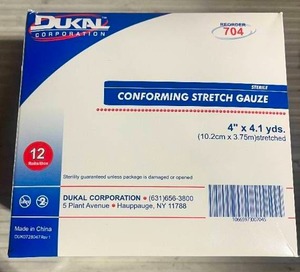 DUKAL
CORPORATION
REORDER
704
STERILE
CONFORMING STRETCH GAUZE
4" x 4.1 yds.
(10.2cm x 3.75m)stretched
12
Sterility guaranteed unless package is damaged or opened
DUKAL CORPORATION • (631)656-3800
5 Plant Avenue • Hauppauge, NY 11788
Made in China